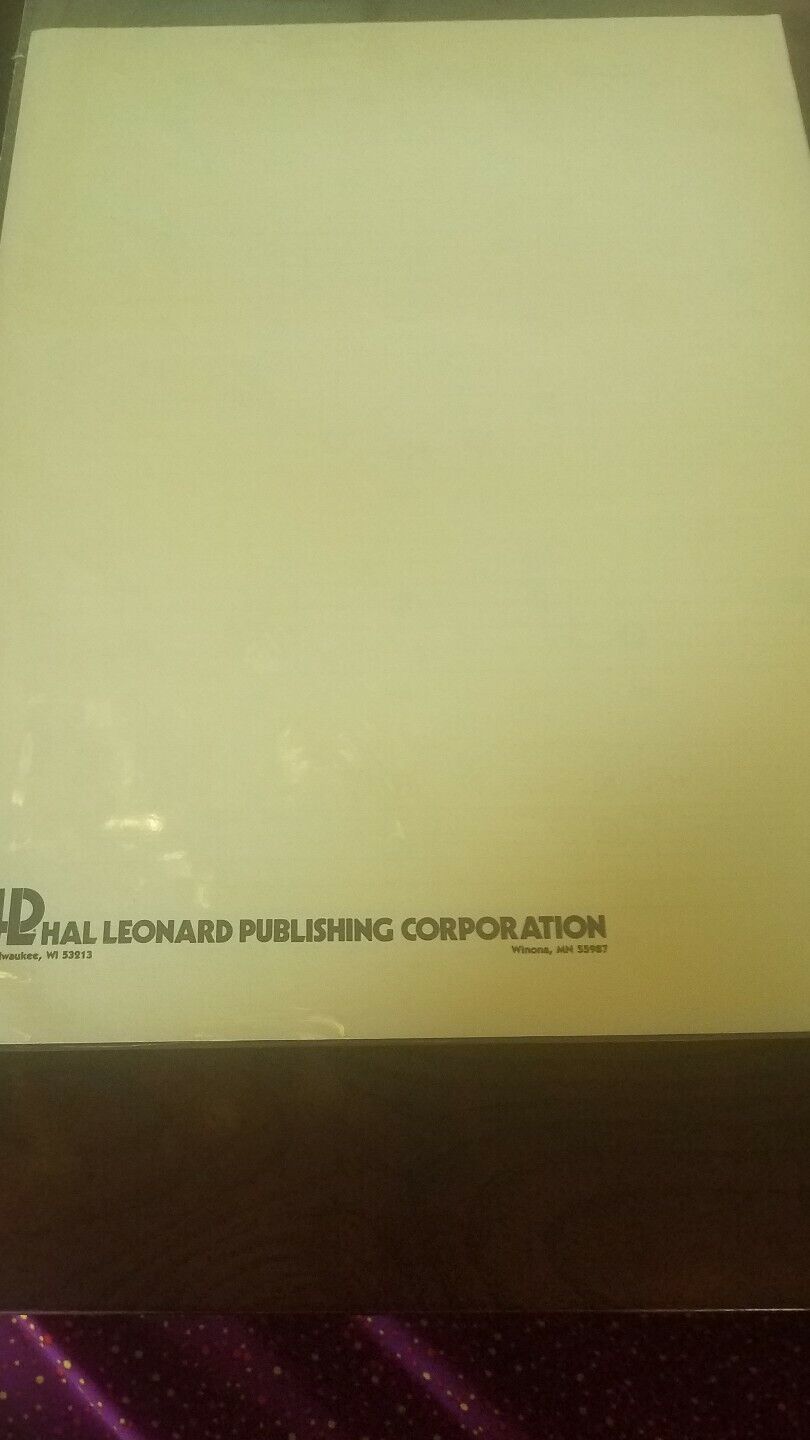 HAL LEONARD PUBLISHING CORPORATION
WI 53213 Winona, MN 55987